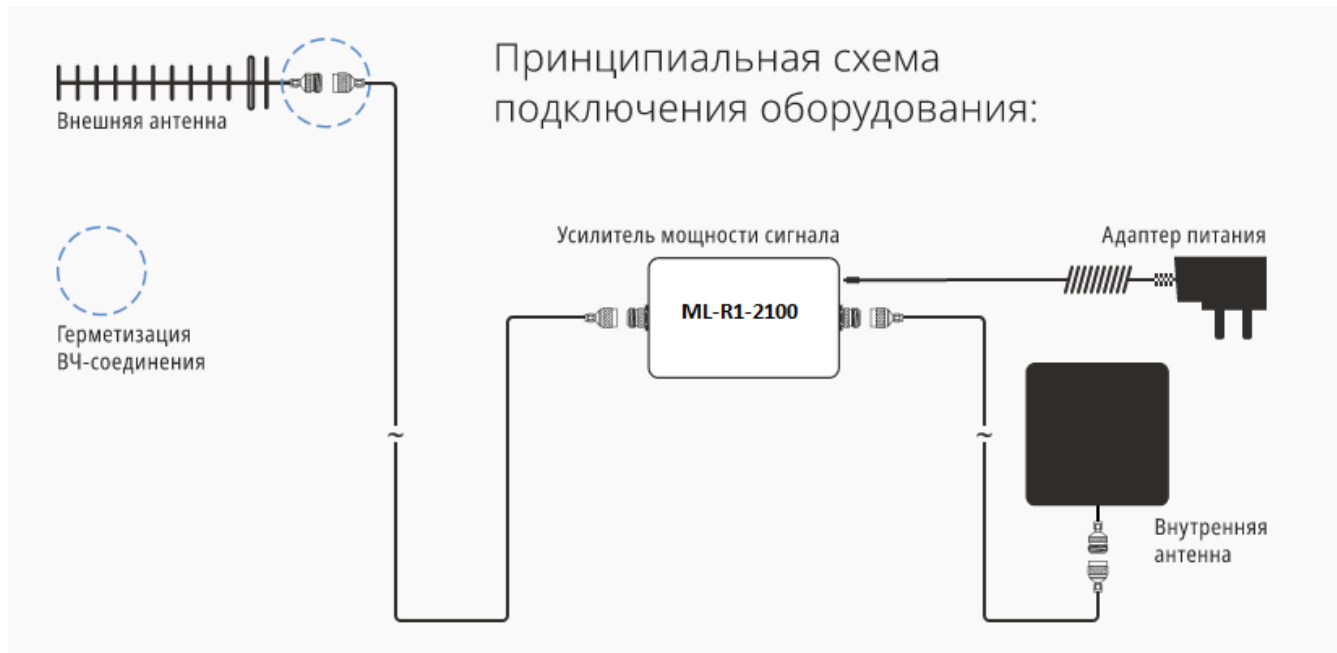 Принципиальная схема
подключения оборудования:
Внешняя антенна
Усилитель мощности сигнала
Адаптер питания
ML-R1-2100
Герметизация
ВЧ-соединения
~
~
Внутренняя
антенна